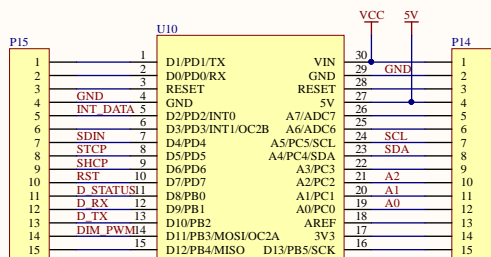 VCC 5V
P15 U10 P14
1 1 D1/PD1/TX VIN 30 1
2 2 D0/PD0/RX GND 29 GND 2
3 3 RESET RESET 28 3
4 GND 4 GND 5V 27 4
5 INT_DATA 5 D2/PD2/INT0 A7/ADC7 26 5
6 6 D3/PD3/INT1/OC2B A6/ADC6 25 6
7 SDIN 7 D4/PD4 A5/PC5/SCL 24 SCL 7
8 STCP 8 D5/PD5 A4/PC4/SDA 23 SDA 8
9 SHCP 9 D6/PD6 A3/PC3 22 9
10 RST 10 D7/PD7 A2/PC2 21 A2 10
11 D_STATUS 11 D8/PB0 A1/PC1 20 A1 11
12 D_RX 12 D9/PB1 A0/PC0 19 A0 12
13 D_TX 13 D10/PB2 AREF 18 13
14 DIM_PWM 14 D11/PB3/MOSI/OC2A 3V3 17 14
15 15 D12/PB4/MISO D13/PB5/SCK 16 15